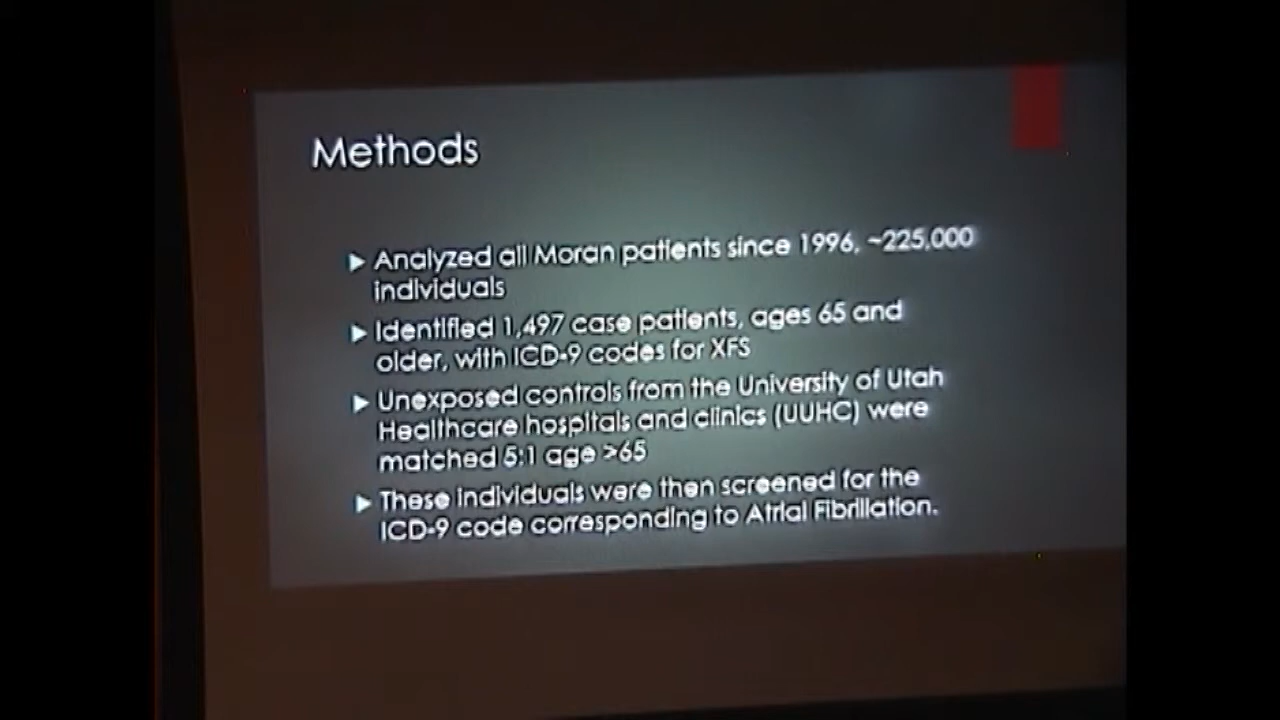 Methods
▶ Analyzed all Moran patients since 1996, ~225,000
individuals
▶ Identified 1,497 case patients, ages 65 and
older, with ICD-9 codes for XFS
▶ Unexposed controls from the University of Utah
Healthcare hospitals and clinics (UUHC) were
matched 5:1 age >65
▶ These individuals were then screened for the
ICD-9 code corresponding to Atrial Fibrillation.